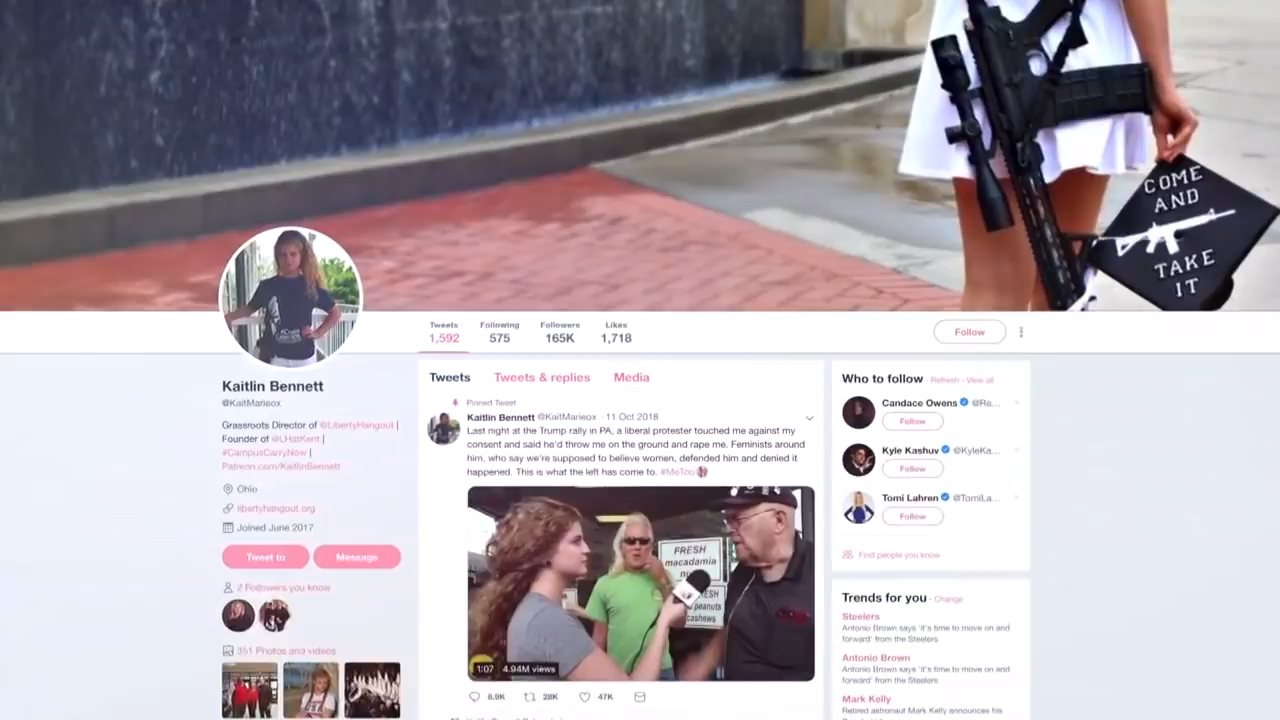 COME
AND
TAKE
IT
Tweets
1,592
Following
575
Followers
165K
Likes
1,718
Follow
Kaitlin Bennett
@KaitMarieox
Grassroots Director of @LibertyHangout |
Founder of @LHatKent |
#CampusCarryNow |
Patreon.com/KaitlinBennett
Ohio
libertyhangout.org
Joined June 2017
Tweet to
Message
2 Followers you know
351 Photos and videos
Tweets
Tweets & replies
Media
Pinned Tweet
Kaitlin Bennett @KaitMarieox · 11 Oct 2018
Last night at the Trump rally in PA, a liberal protester touched me against my
consent and said he'd throw me on the ground and rape me. Feminists around
him, who say we're supposed to believe women, defended him and denied it
happened. This is what the left has come to. #MeToo
FRESH
macadamia
peanuts
cashews
1:07
4.94M views
8.9K
28K
47K
Who to follow · Refresh · View all
Candace Owens @Re...
Follow
Kyle Kashuv @KyleKa...
Follow
Tomi Lahren @TomiLa...
Follow
Find people you know
Trends for you · Change
Steelers
Antonio Brown says 'it's time to move on and
forward' from the Steelers
Antonio Brown
Antonio Brown says 'it's time to move on and
forward' from the Steelers
Mark Kelly
Retired astronaut Mark Kelly announces his